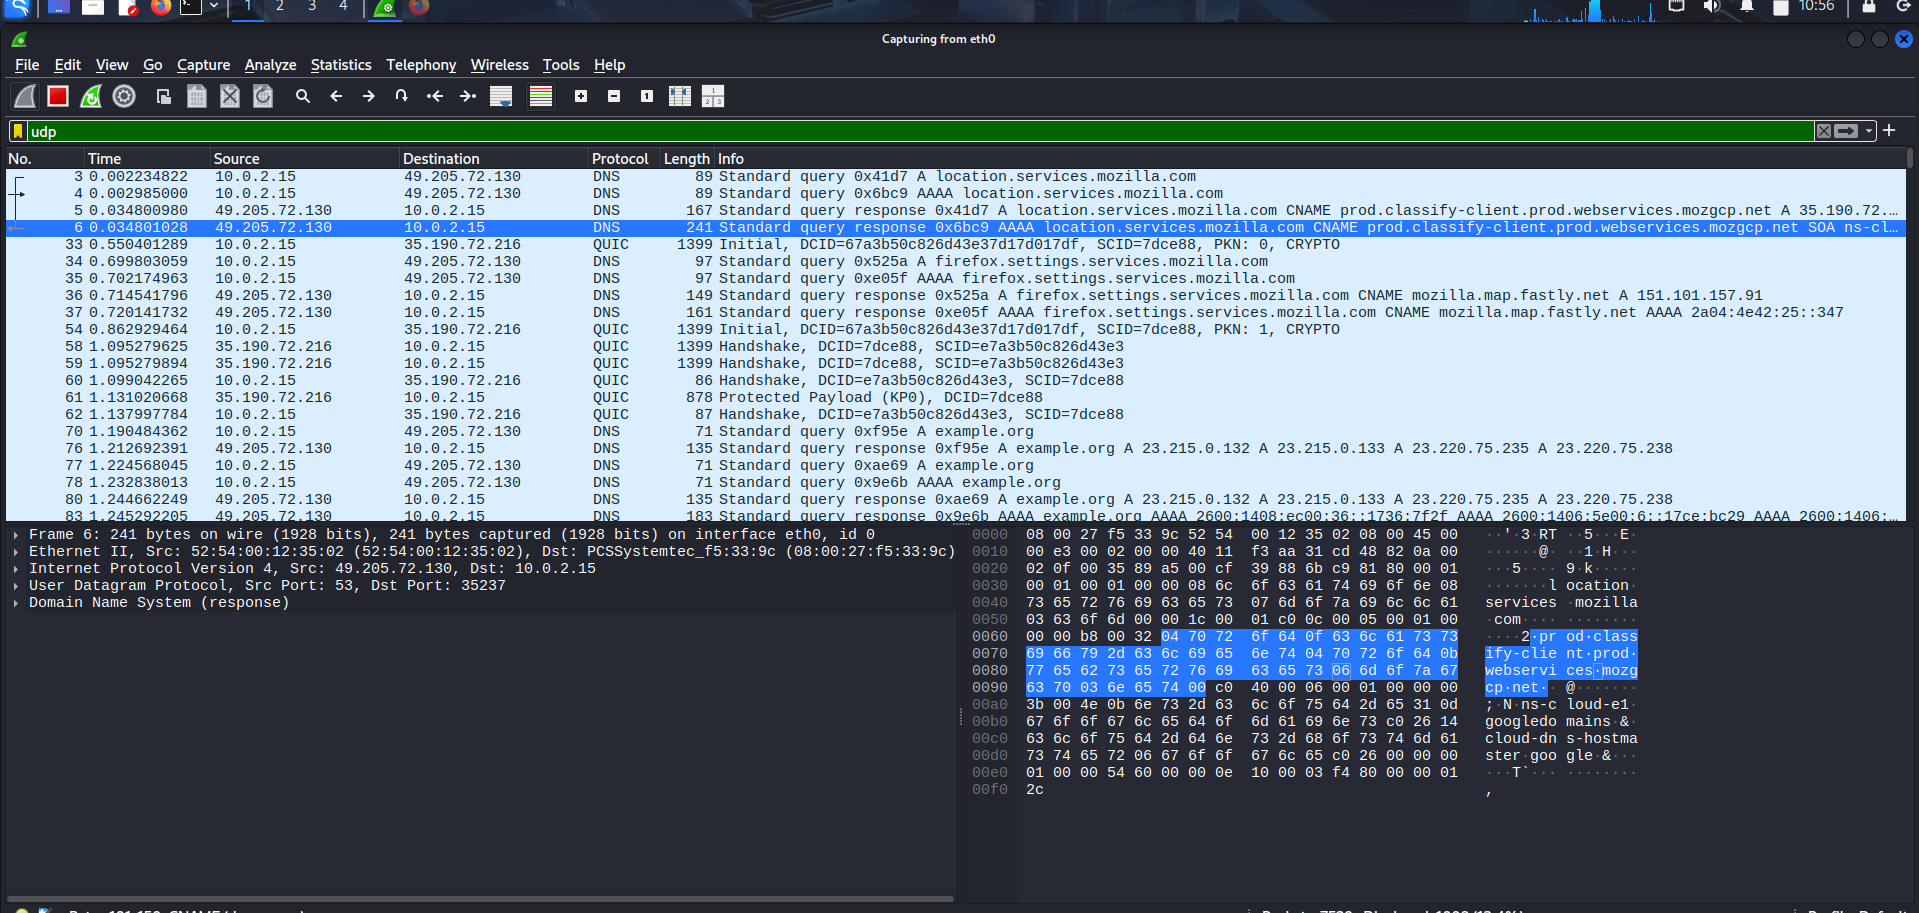 1 2 3 4 10:56
Capturing from eth0
File Edit View Go Capture Analyze Statistics Telephony Wireless Tools Help
udp
No. Time Source Destination Protocol Length Info
3 0.002234822 10.0.2.15 49.205.72.130 DNS 89 Standard query 0x41d7 A location.services.mozilla.com
4 0.002985000 10.0.2.15 49.205.72.130 DNS 89 Standard query 0x6bc9 AAAA location.services.mozilla.com
5 0.034800980 49.205.72.130 10.0.2.15 DNS 167 Standard query response 0x41d7 A location.services.mozilla.com CNAME prod.classify-client.prod.webservices.mozgcp.net A 35.190.72.…
6 0.034801028 49.205.72.130 10.0.2.15 DNS 241 Standard query response 0x6bc9 AAAA location.services.mozilla.com CNAME prod.classify-client.prod.webservices.mozgcp.net SOA ns-cl…
33 0.550401289 10.0.2.15 35.190.72.216 QUIC 1399 Initial, DCID=67a3b50c826d43e37d17d017df, SCID=7dce88, PKN: 0, CRYPTO
34 0.699803059 10.0.2.15 49.205.72.130 DNS 97 Standard query 0x525a A firefox.settings.services.mozilla.com
35 0.702174963 10.0.2.15 49.205.72.130 DNS 97 Standard query 0xe05f AAAA firefox.settings.services.mozilla.com
36 0.714541796 49.205.72.130 10.0.2.15 DNS 149 Standard query response 0x525a A firefox.settings.services.mozilla.com CNAME mozilla.map.fastly.net A 151.101.157.91
37 0.720141732 49.205.72.130 10.0.2.15 DNS 161 Standard query response 0xe05f AAAA firefox.settings.services.mozilla.com CNAME mozilla.map.fastly.net AAAA 2a04:4e42:25::347
54 0.862929464 10.0.2.15 35.190.72.216 QUIC 1399 Initial, DCID=67a3b50c826d43e37d17d017df, SCID=7dce88, PKN: 1, CRYPTO
58 1.095279625 35.190.72.216 10.0.2.15 QUIC 1399 Handshake, DCID=7dce88, SCID=e7a3b50c826d43e3
59 1.095279894 35.190.72.216 10.0.2.15 QUIC 1399 Handshake, DCID=7dce88, SCID=e7a3b50c826d43e3
60 1.099042265 10.0.2.15 35.190.72.216 QUIC 86 Handshake, DCID=e7a3b50c826d43e3, SCID=7dce88
61 1.131020668 35.190.72.216 10.0.2.15 QUIC 878 Protected Payload (KP0), DCID=7dce88
62 1.137997784 10.0.2.15 35.190.72.216 QUIC 87 Handshake, DCID=e7a3b50c826d43e3, SCID=7dce88
70 1.190484362 10.0.2.15 49.205.72.130 DNS 71 Standard query 0xf95e A example.org
76 1.212692391 49.205.72.130 10.0.2.15 DNS 135 Standard query response 0xf95e A example.org A 23.215.0.132 A 23.215.0.133 A 23.220.75.235 A 23.220.75.238
77 1.224568045 10.0.2.15 49.205.72.130 DNS 71 Standard query 0xae69 A example.org
78 1.232838013 10.0.2.15 49.205.72.130 DNS 71 Standard query 0x9e6b AAAA example.org
80 1.244662249 49.205.72.130 10.0.2.15 DNS 135 Standard query response 0xae69 A example.org A 23.215.0.132 A 23.215.0.133 A 23.220.75.235 A 23.220.75.238
83 1.245292205 49.205.72.130 10.0.2.15 DNS 183 Standard query response 0x9e6b AAAA example.org AAAA 2600:1408:ec00:36::1736:7f2f AAAA 2600:1406:5e00:6::17ce:bc29 AAAA 2600:1406:…
Frame 6: 241 bytes on wire (1928 bits), 241 bytes captured (1928 bits) on interface eth0, id 0
Ethernet II, Src: 52:54:00:12:35:02 (52:54:00:12:35:02), Dst: PCSSystemtec_f5:33:9c (08:00:27:f5:33:9c)
Internet Protocol Version 4, Src: 49.205.72.130, Dst: 10.0.2.15
User Datagram Protocol, Src Port: 53, Dst Port: 35237
Domain Name System (response)
0000 08 00 27 f5 33 9c 52 54 00 12 35 02 08 00 45 00 ··'·3·RT ··5···E·
0010 00 e3 00 02 00 00 40 11 f3 aa 31 cd 48 82 0a 00 ······@· ··1·H···
0020 02 0f 00 35 89 a5 00 cf 39 88 6b c9 81 80 00 01 ···5···· 9·k·····
0030 00 01 00 01 00 00 08 6c 6f 63 61 74 69 6f 6e 08 ·······l ocation·
0040 73 65 72 76 69 63 65 73 07 6d 6f 7a 69 6c 6c 61 services ·mozilla
0050 03 63 6f 6d 00 00 1c 00 01 c0 0c 00 05 00 01 00 ·com···· ········
0060 00 00 b8 00 32 04 70 72 6f 64 0f 63 6c 61 73 73 ····2·pr od·class
0070 69 66 79 2d 63 6c 69 65 6e 74 04 70 72 6f 64 0b ify-clie nt·prod·
0080 77 65 62 73 65 72 76 69 63 65 73 06 6d 6f 7a 67 webservi ces·mozg
0090 63 70 03 6e 65 74 00 c0 40 00 06 00 01 00 00 00 cp·net·· @·······
00a0 3b 00 4e 0b 6e 73 2d 63 6c 6f 75 64 2d 65 31 0d ;·N·ns-c loud-e1·
00b0 67 6f 6f 67 6c 65 64 6f 6d 61 69 6e 73 c0 26 14 googledo mains·&·
00c0 63 6c 6f 75 64 2d 64 6e 73 2d 68 6f 73 74 6d 61 cloud-dn s-hostma
00d0 73 74 65 72 06 67 6f 6f 67 6c 65 c0 26 00 00 00 ster·goo gle·&···
00e0 01 00 00 54 60 00 00 0e 10 00 03 f4 80 00 00 01 ···T`··· ········
00f0 2c ,